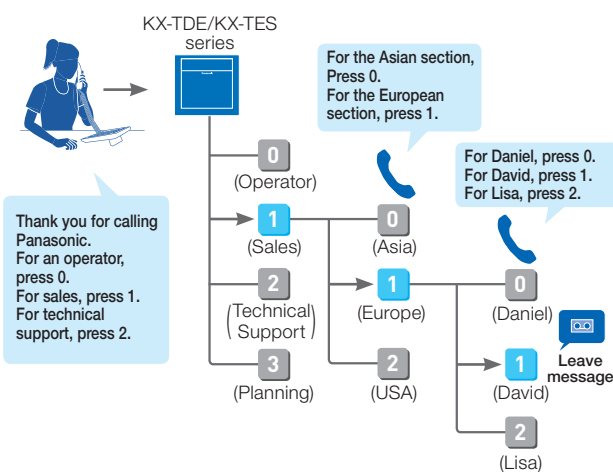 KX-TDE/KX-TES
series
For the Asian section,
Press 0.
For the European
section, press 1.
For Daniel, press 0.
For David, press 1.
For Lisa, press 2.
Thank you for calling
Panasonic.
For an operator,
press 0.
For sales, press 1.
For technical
support, press 2.
0
(Operator)
1
(Sales)
2
(Technical
Support)
3
(Planning)
0
(Asia)
1
(Europe)
2
(USA)
0
(Daniel)
1
(David)
2
(Lisa)
Leave
message